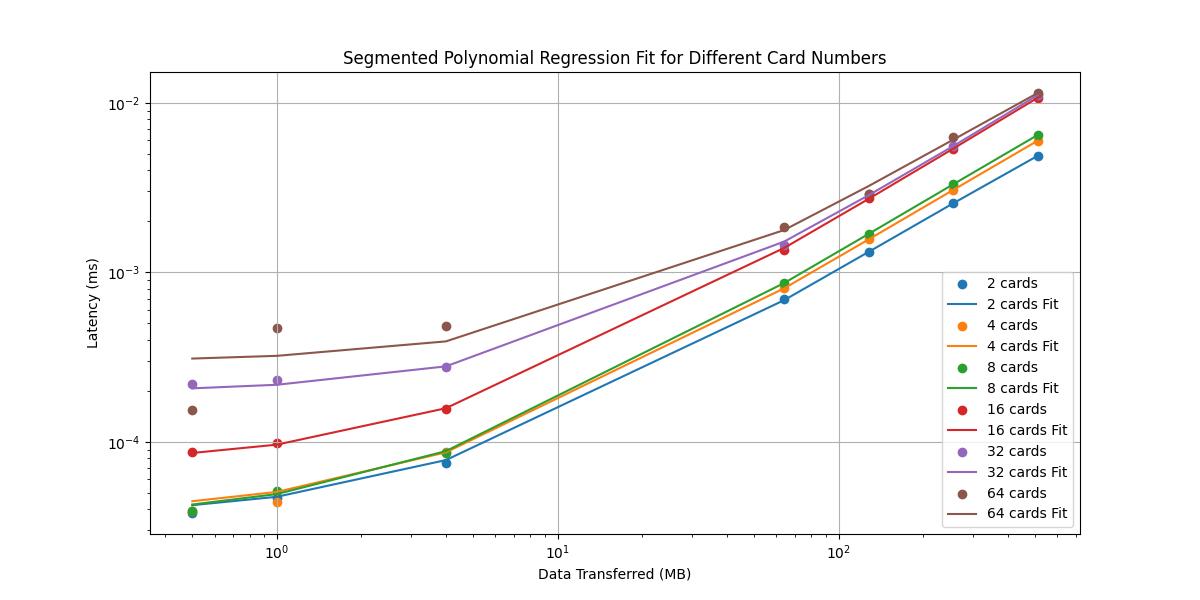 Segmented Polynomial Regression Fit for Different Card Numbers
Latency (ms)
10⁻²
10⁻³
10⁻⁴
10⁰
10¹
10²
Data Transferred (MB)
2 cards
2 cards Fit
4 cards
4 cards Fit
8 cards
8 cards Fit
16 cards
16 cards Fit
32 cards
32 cards Fit
64 cards
64 cards Fit